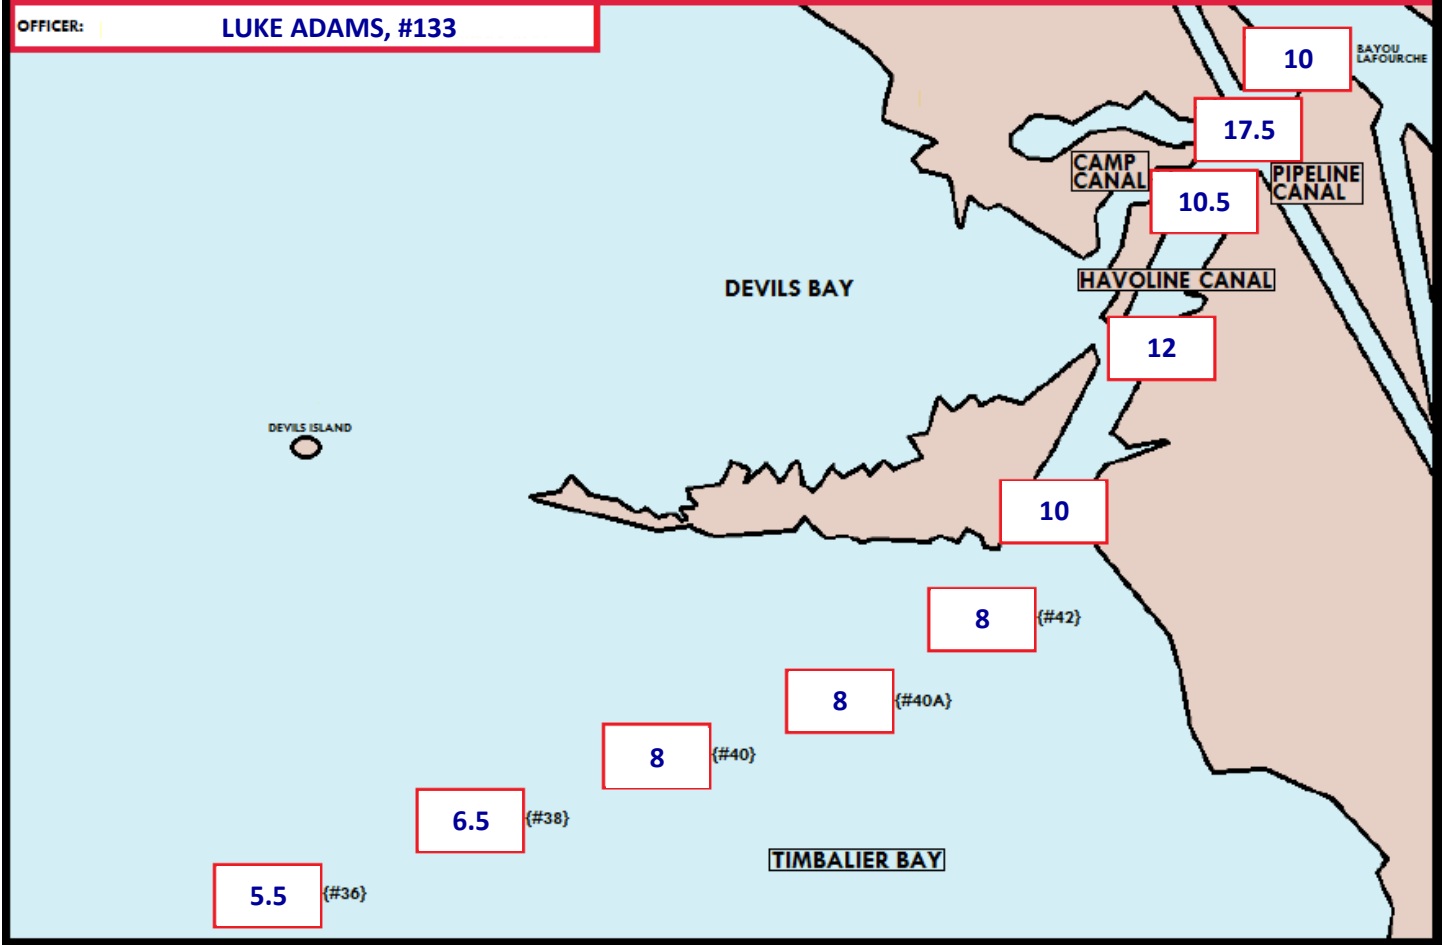 OFFICER: LUKE ADAMS, #133
10
BAYOU
LAFOURCHE
17.5
CAMP
CANAL
PIPELINE
CANAL
10.5
HAVOLINE CANAL
DEVILS BAY
12
DEVILS ISLAND
10
8 {#42}
8 {#40A}
8 {#40}
6.5 {#38}
TIMBALIER BAY
5.5 {#36}